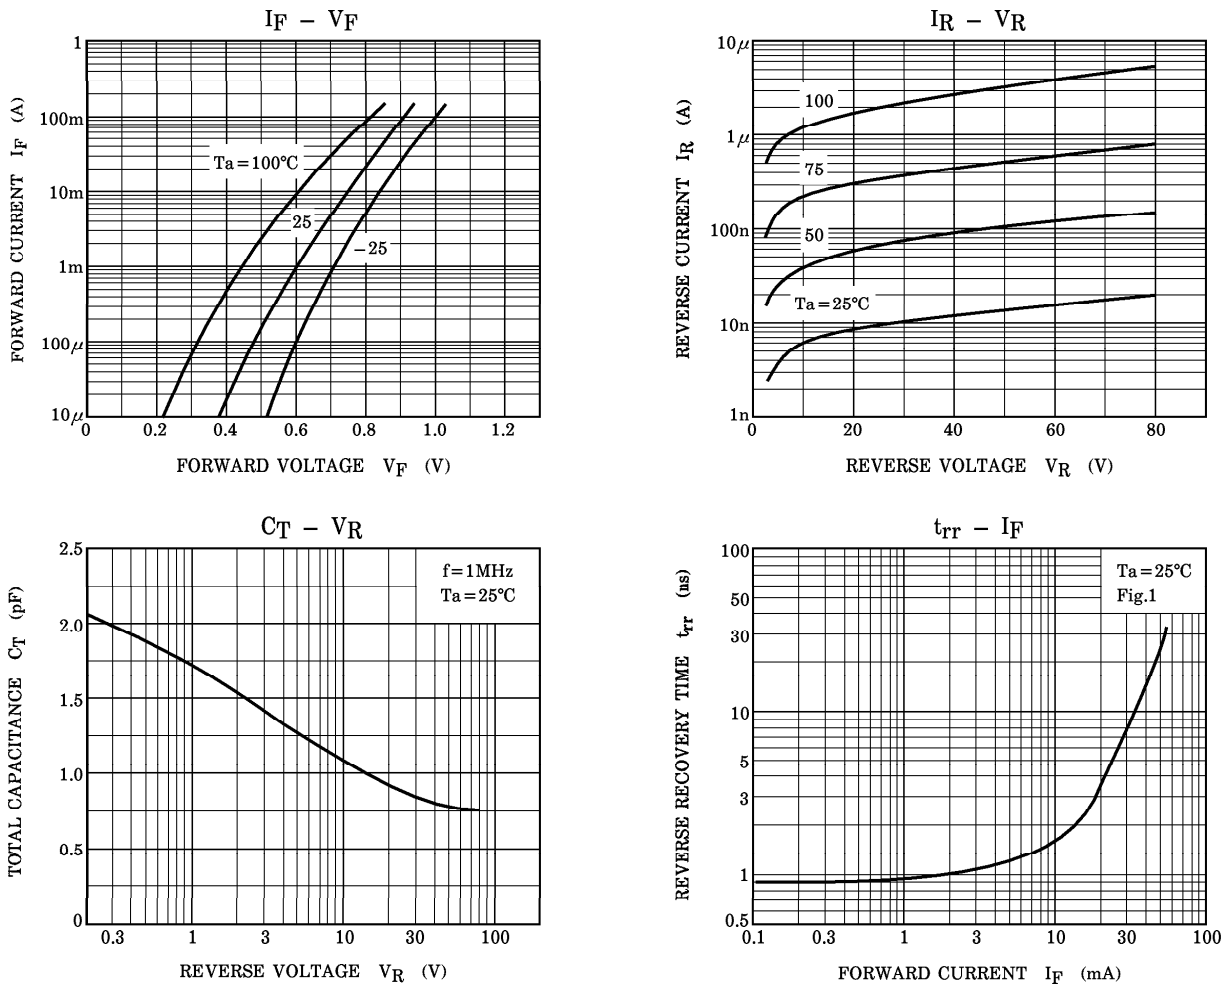 IF – VF
FORWARD CURRENT IF (A)
1
100m
10m
1m
100μ
10μ
Ta=100°C
25
−25
0 0.2 0.4 0.6 0.8 1.0 1.2
FORWARD VOLTAGE VF (V)
IR – VR
REVERSE CURRENT IR (A)
10μ
1μ
100n
10n
1n
100
75
50
Ta=25°C
0 20 40 60 80
REVERSE VOLTAGE VR (V)
CT – VR
TOTAL CAPACITANCE CT (pF)
2.5
2.0
1.5
1.0
0.5
0
f=1MHz
Ta=25°C
0.3 1 3 10 30 100
REVERSE VOLTAGE VR (V)
trr – IF
REVERSE RECOVERY TIME trr (ns)
100
50
30
10
5
3
1
0.5
Ta=25°C
Fig.1
0.1 0.3 1 3 10 30 100
FORWARD CURRENT IF (mA)